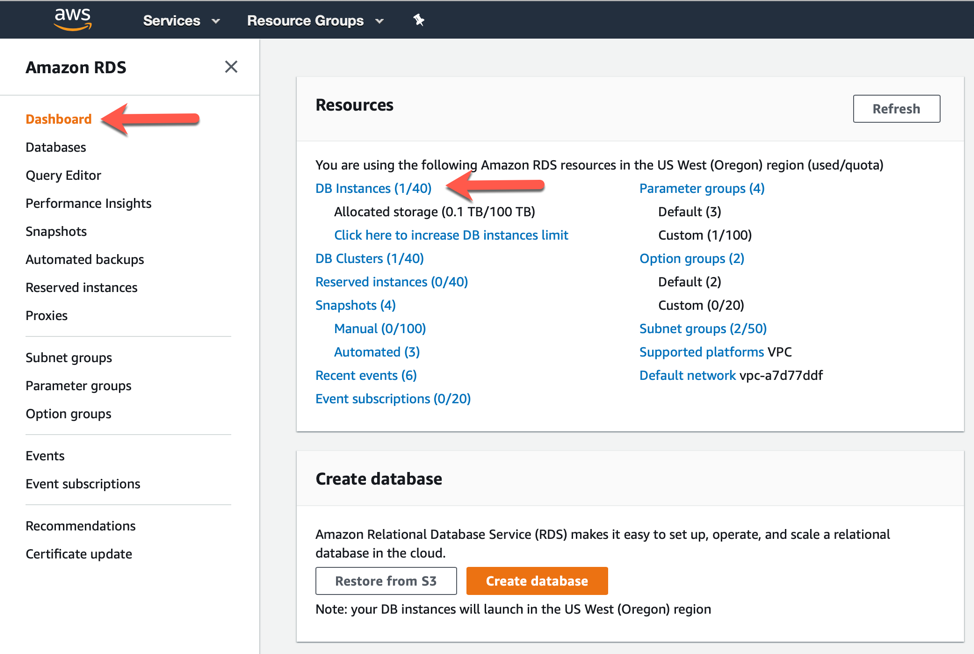 aws
Services
Resource Groups
Amazon RDS
Dashboard
Databases
Query Editor
Performance Insights
Snapshots
Automated backups
Reserved instances
Proxies
Subnet groups
Parameter groups
Option groups
Events
Event subscriptions
Recommendations
Certificate update
Resources
Refresh
You are using the following Amazon RDS resources in the US West (Oregon) region (used/quota)
DB Instances (1/40)
Allocated storage (0.1 TB/100 TB)
Click here to increase DB instances limit
DB Clusters (1/40)
Reserved instances (0/40)
Snapshots (4)
Manual (0/100)
Automated (3)
Recent events (6)
Event subscriptions (0/20)
Parameter groups (4)
Default (3)
Custom (1/100)
Option groups (2)
Default (2)
Custom (0/20)
Subnet groups (2/50)
Supported platforms VPC
Default network vpc-a7d77ddf
Create database
Amazon Relational Database Service (RDS) makes it easy to set up, operate, and scale a relational
database in the cloud.
Restore from S3
Create database
Note: your DB instances will launch in the US West (Oregon) region